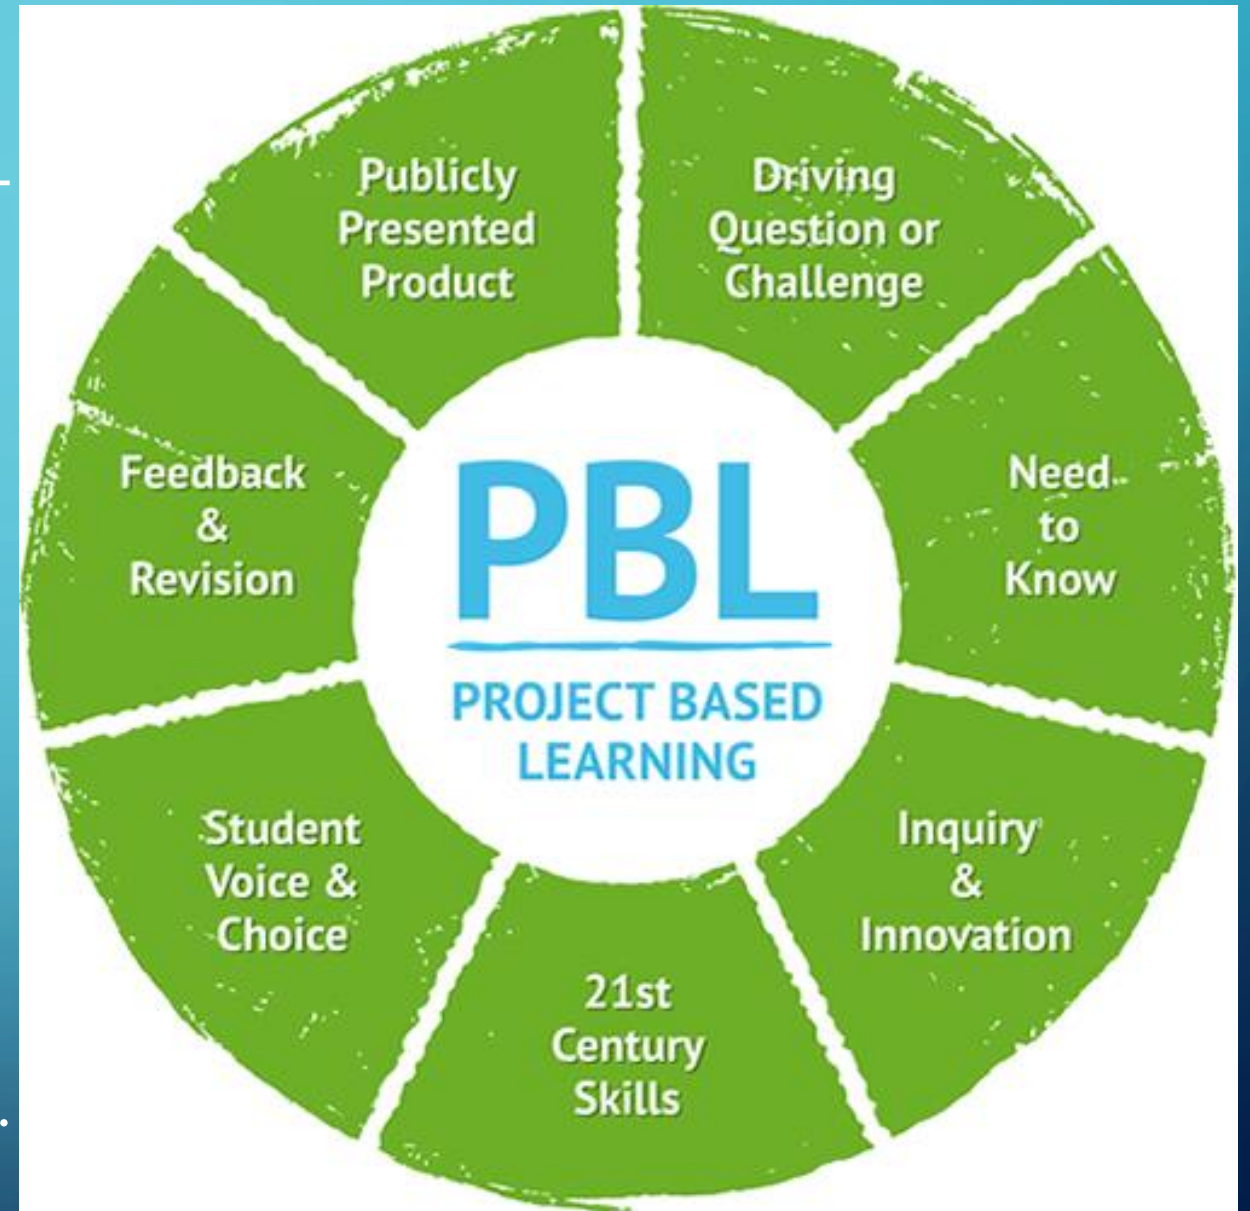 PBL
PROJECT BASED
LEARNING
Driving
Question or
Challenge
Need
to
Know
Inquiry
&
Innovation
21st
Century
Skills
Student
Voice &
Choice
Feedback
&
Revision
Publicly
Presented
Product